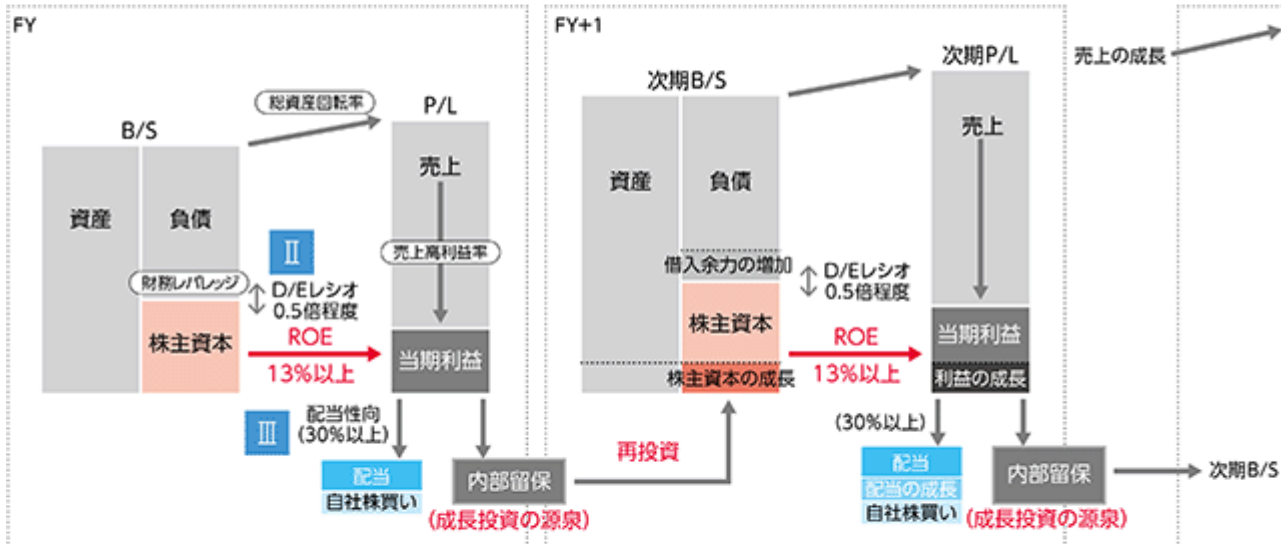 FY
B/S
資産
負債
財務レバレッジ
株主資本
総資産回転率
P/L
売上
売上高利益率
当期利益
Ⅱ
D/Eレシオ
0.5倍程度
ROE
13%以上
Ⅲ
配当性向
(30%以上)
配当
自社株買い
内部留保
(成長投資の源泉)
再投資
FY+1
次期B/S
資産
負債
借入余力の増加
株主資本
株主資本の成長
D/Eレシオ
0.5倍程度
ROE
13%以上
次期P/L
売上
当期利益
利益の成長
(30%以上)
配当
配当の成長
自社株買い
内部留保
(成長投資の源泉)
売上の成長
次期B/S